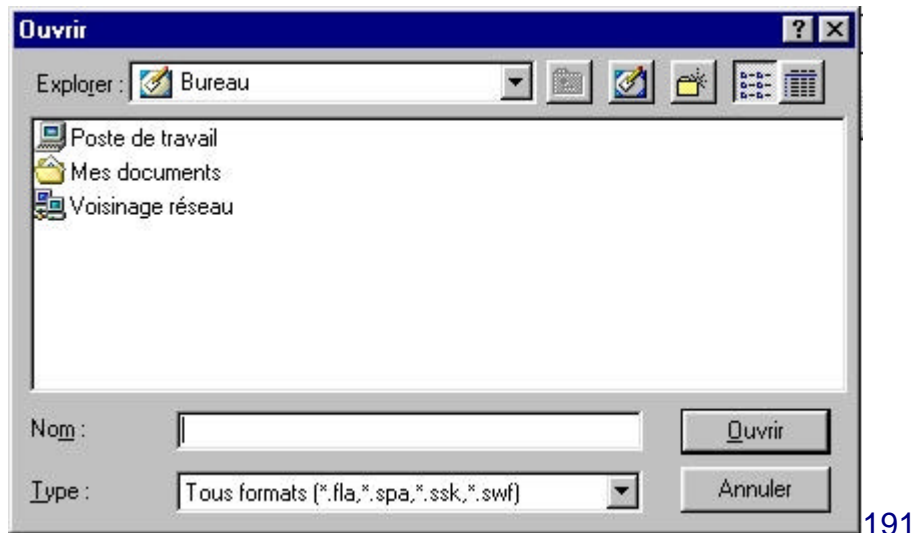 Ouvrir
Explorer : Bureau
Poste de travail
Mes documents
Voisinage réseau
Nom :
Ouvrir
Type : Tous formats (*.fla,*.spa,*.ssk,*.swf)
Annuler
191